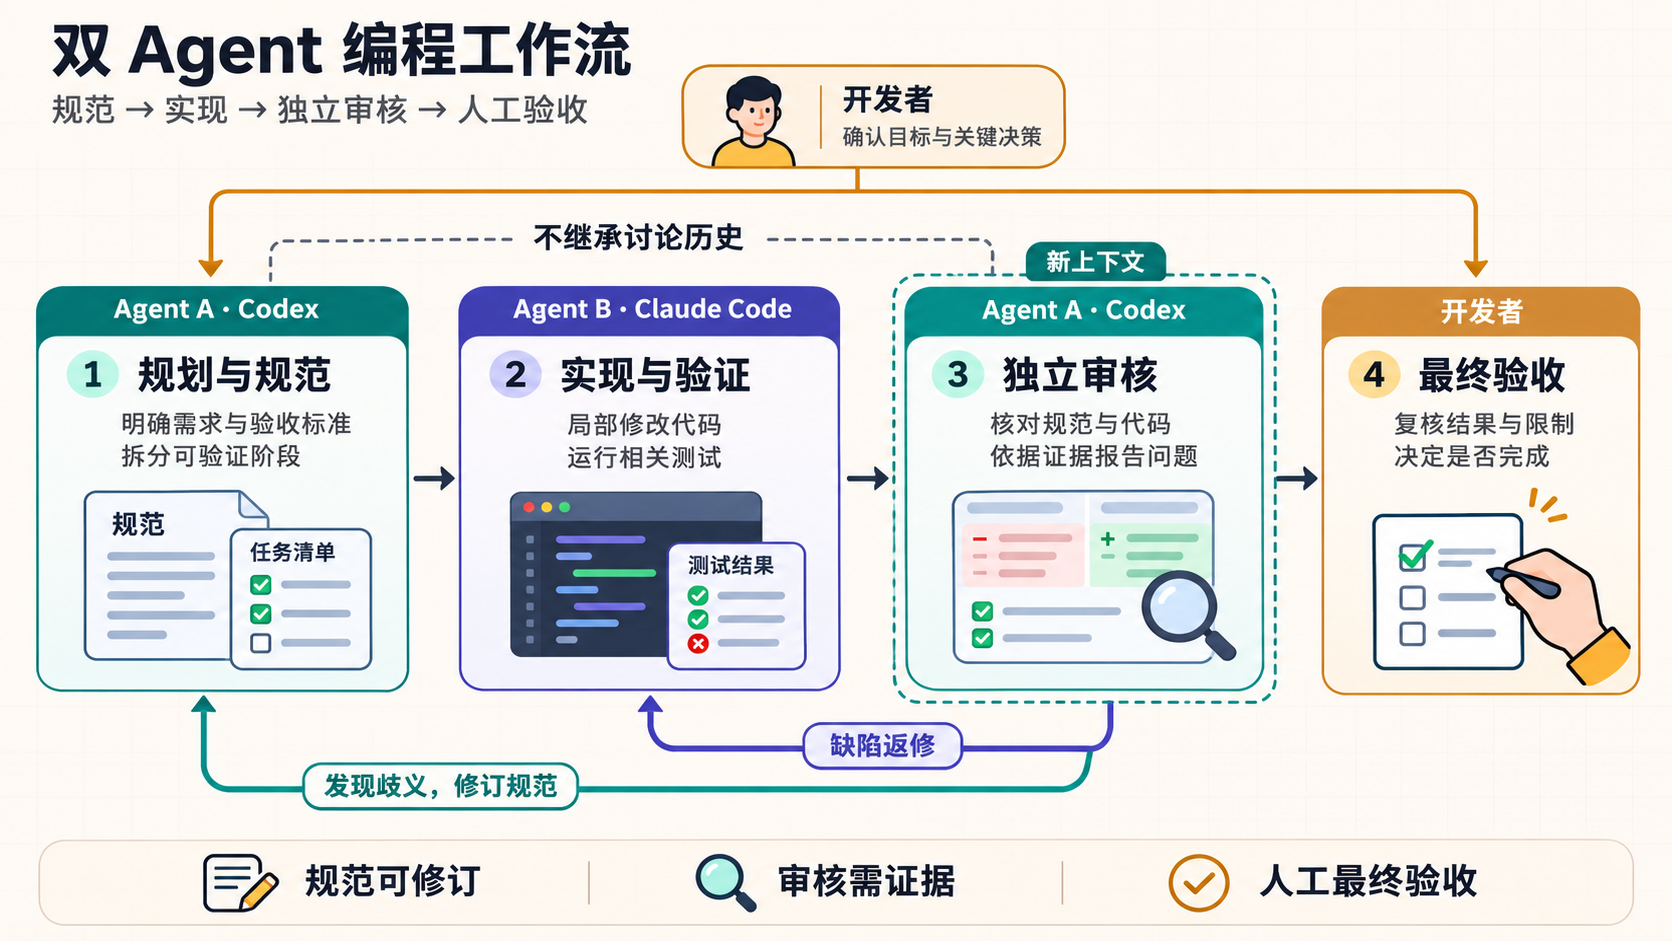 双 Agent 编程工作流
规范 → 实现 → 独立审核 → 人工验收
开发者
确认目标与关键决策
不继承讨论历史
新上下文
Agent A · Codex
1 规划与规范
明确需求与验收标准
拆分可验证阶段
规范
任务清单
Agent B · Claude Code
2 实现与验证
局部修改代码
运行相关测试
测试结果
Agent A · Codex
3 独立审核
核对规范与代码
依据证据报告问题
开发者
4 最终验收
复核结果与限制
决定是否完成
缺陷返修
发现歧义，修订规范
规范可修订
审核需证据
人工最终验收